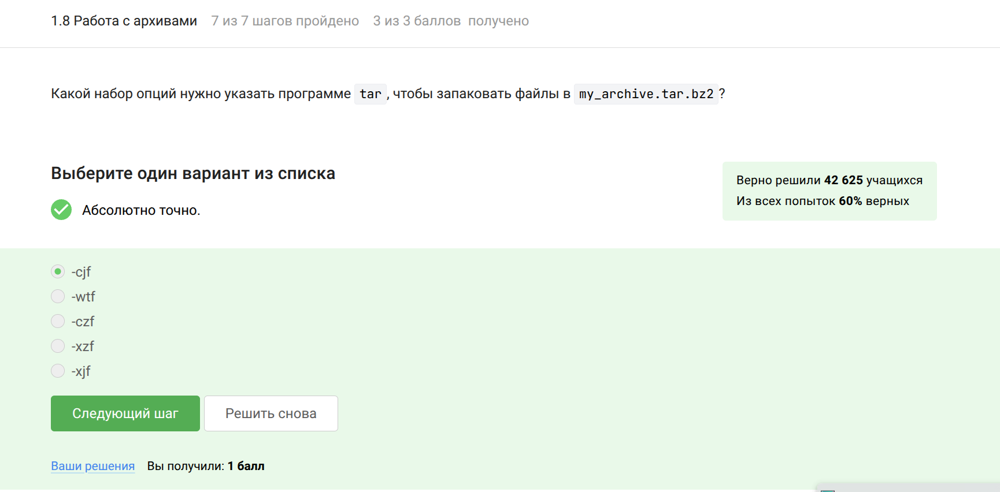 1.8 Работа с архивами 7 из 7 шагов пройдено 3 из 3 баллов получено
Какой набор опций нужно указать программе tar, чтобы запаковать файлы в my_archive.tar.bz2?
Выберите один вариант из списка
Абсолютно точно.
Верно решили 42 625 учащихся
Из всех попыток 60% верных
-cjf
-wtf
-czf
-xzf
-xjf
Следующий шаг Решить снова
Ваши решения Вы получили: 1 балл